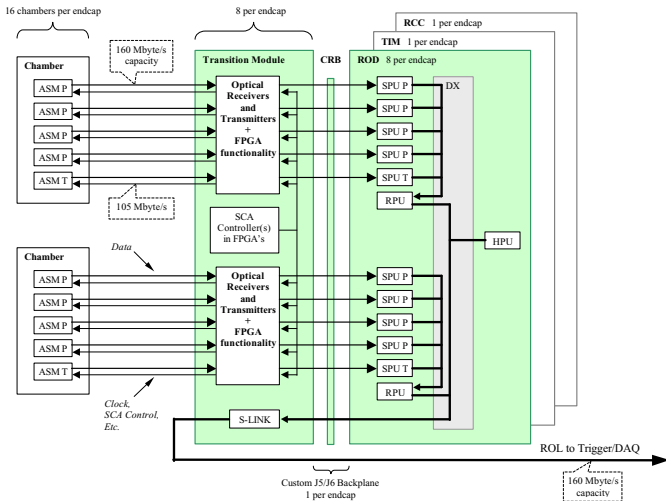 16 chambers per endcap
8 per endcap
RCC 1 per endcap
TIM 1 per endcap
Chamber
160 Mbyte/s
capacity
Transition Module
CRB
ROD 8 per endcap
ASM P
ASM P
ASM P
ASM P
ASM T
105 Mbyte/s
Optical
Receivers
and
Transmitters
+
FPGA
functionality
SPU P
SPU P
SPU P
SPU P
SPU T
RPU
DX
HPU
SCA
Controller(s)
in FPGA's
Chamber
Data
ASM P
ASM P
ASM P
ASM P
ASM T
Clock,
SCA Control,
Etc.
Optical
Receivers
and
Transmitters
+
FPGA
functionality
SPU P
SPU P
SPU P
SPU P
SPU T
RPU
S-LINK
ROL to Trigger/DAQ
Custom J5/J6 Backplane
1 per endcap
160 Mbyte/s
capacity